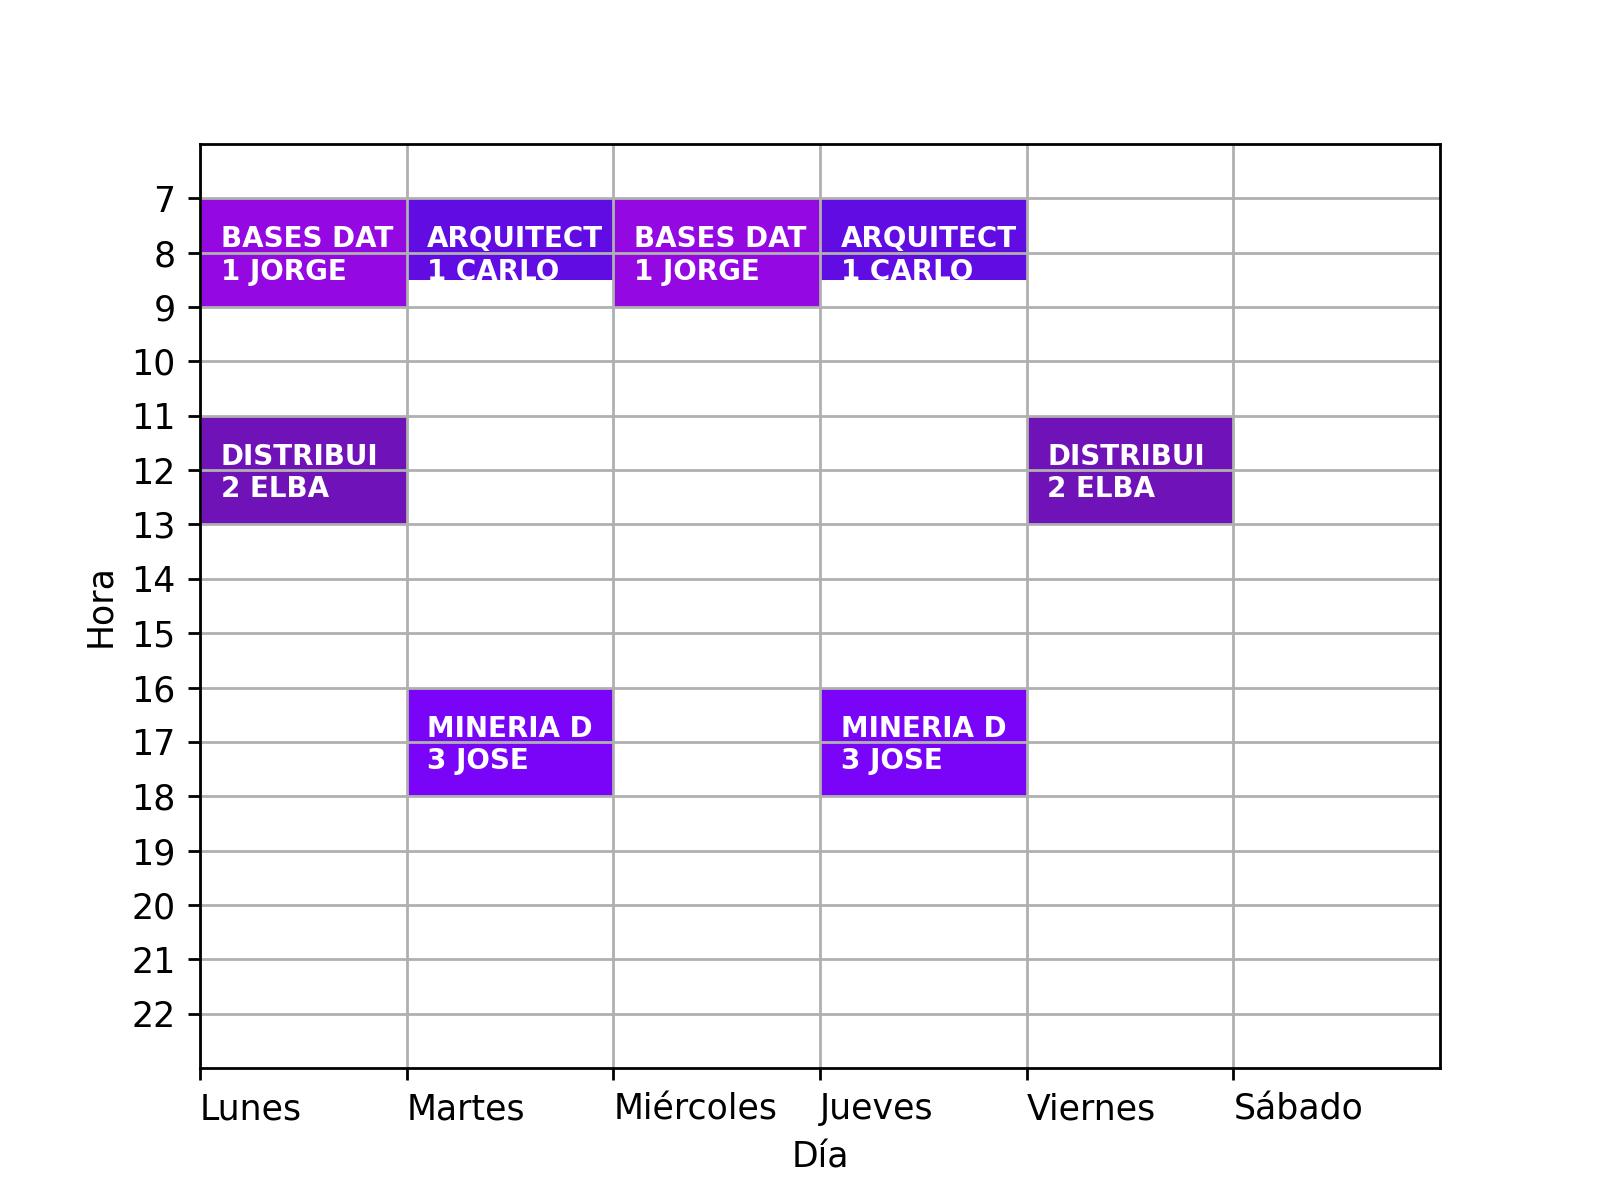 7
BASES DAT
ARQUITECT
BASES DAT
ARQUITECT
8
1 JORGE
1 CARLO
1 JORGE
1 CARLO
9
10
11
DISTRIBUI
DISTRIBUI
12
2 ELBA
2 ELBA
13
14
Hora
15
16
MINERIA D
MINERIA D
17
3 JOSE
3 JOSE
18
19
20
21
22
Lunes
Martes
Miércoles
Jueves
Viernes
Sábado
Día